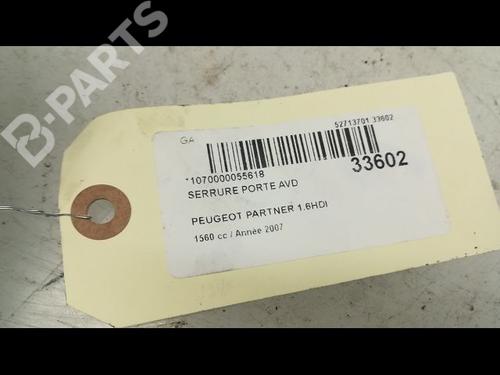 B-PARTS
GA
52713701 33602
*1070000055618
33602
SERRURE PORTE AVD
PEUGEOT PARTNER 1.6HDI
1560 cc / Année 2007